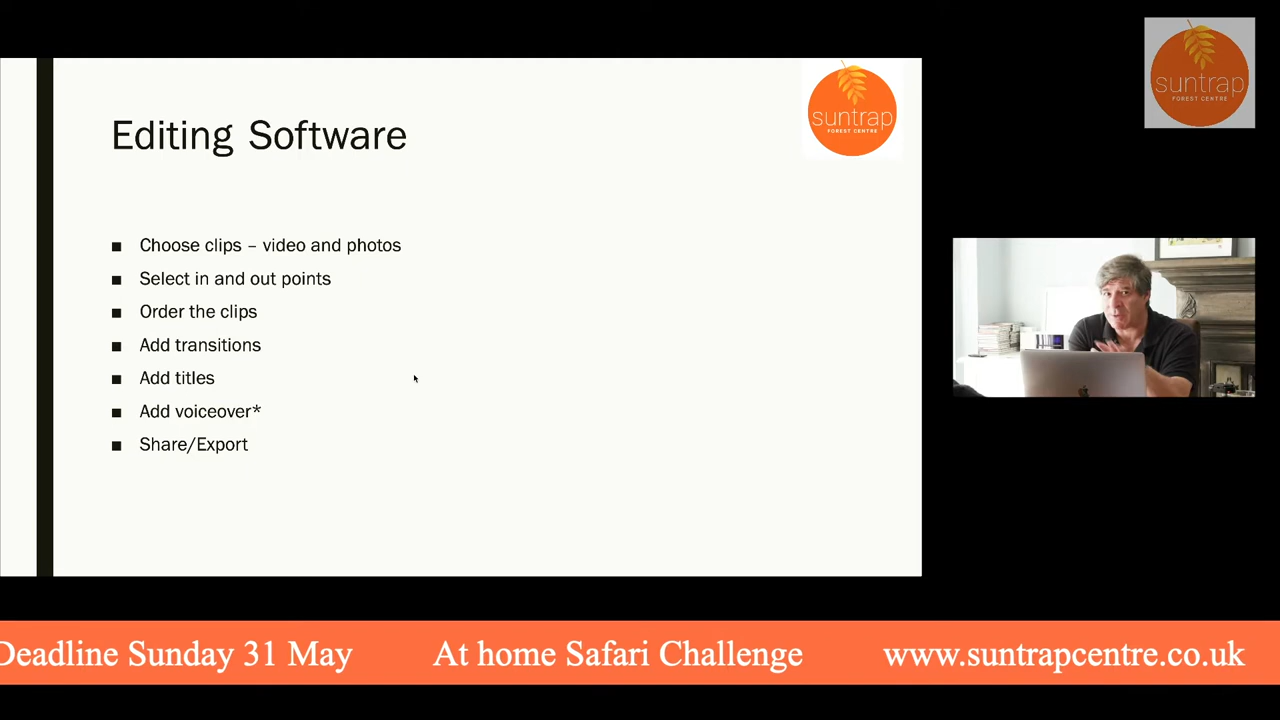 suntrap
FOREST CENTRE
suntrap
FOREST CENTRE
Editing Software
■ Choose clips – video and photos
■ Select in and out points
■ Order the clips
■ Add transitions
■ Add titles
■ Add voiceover*
■ Share/Export
Deadline Sunday 31 May At home Safari Challenge www.suntrapcentre.co.uk